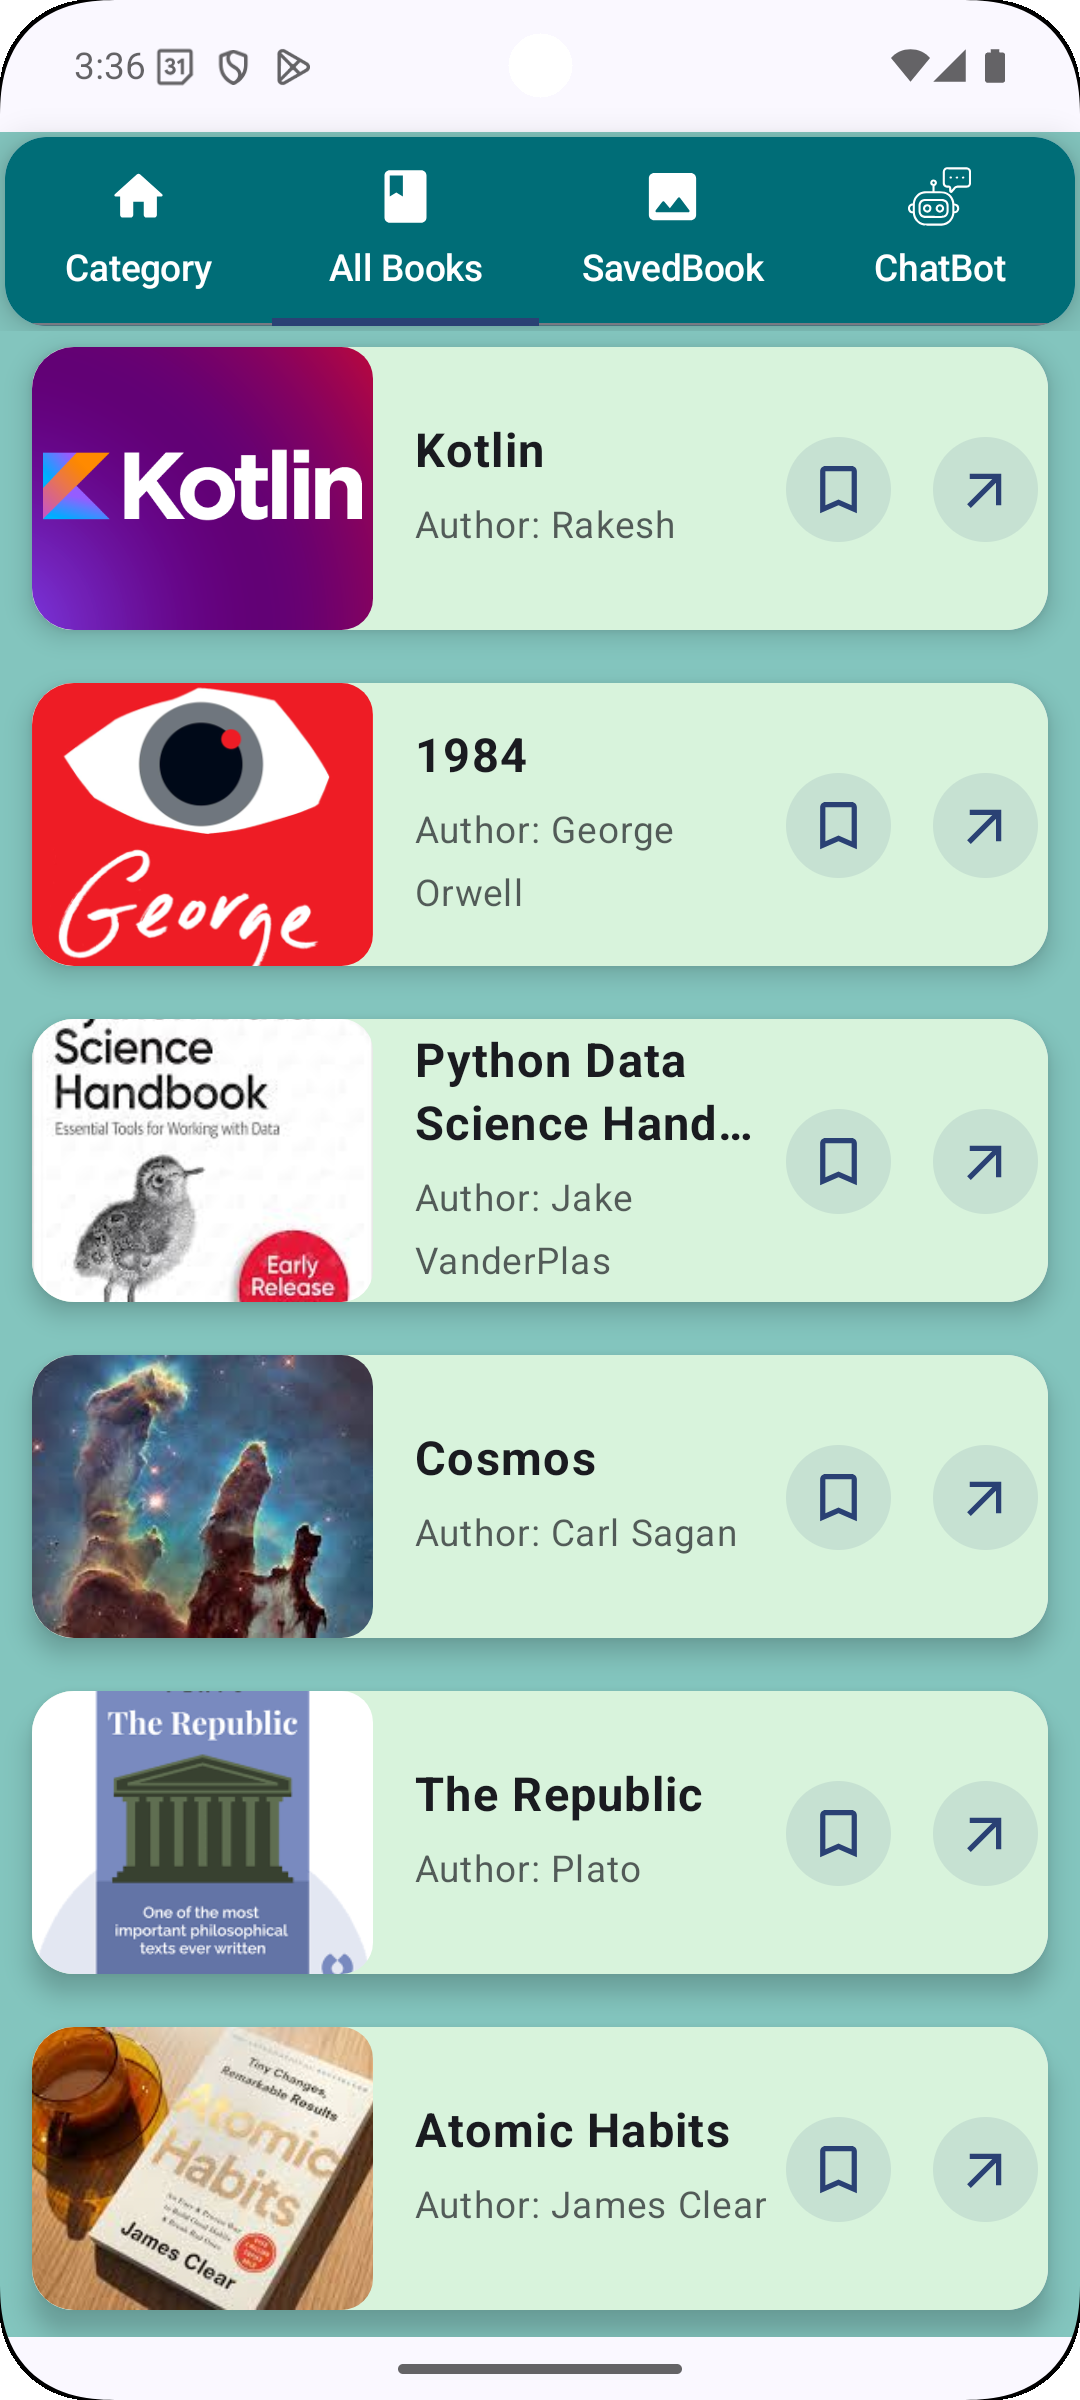 3:36
31
Category
All Books
SavedBook
ChatBot
Kotlin
Kotlin
Author: Rakesh
George
1984
Author: George
Orwell
Science
Handbook
Essential Tools for Working with Data
Early
Release
Python Data
Science Hand...
Author: Jake
VanderPlas
Cosmos
Author: Carl Sagan
The Republic
One of the most
important philosophical
texts ever written
The Republic
Author: Plato
Tiny Changes,
Remarkable Results
Atomic
Habits
James Clear
Atomic Habits
Author: James Clear